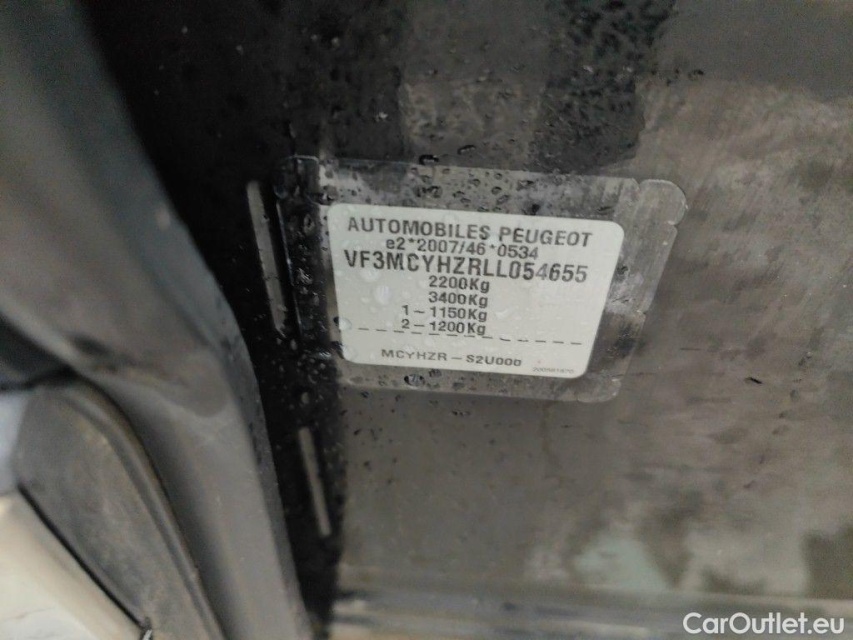 AUTOMOBILES PEUGEOT
e2*2007/46*0534
VF3MCYHZRLL054655
2200Kg
3400Kg
1-1150Kg
2-1200Kg
MCYHZR-S2U000
CarOutlet.eu